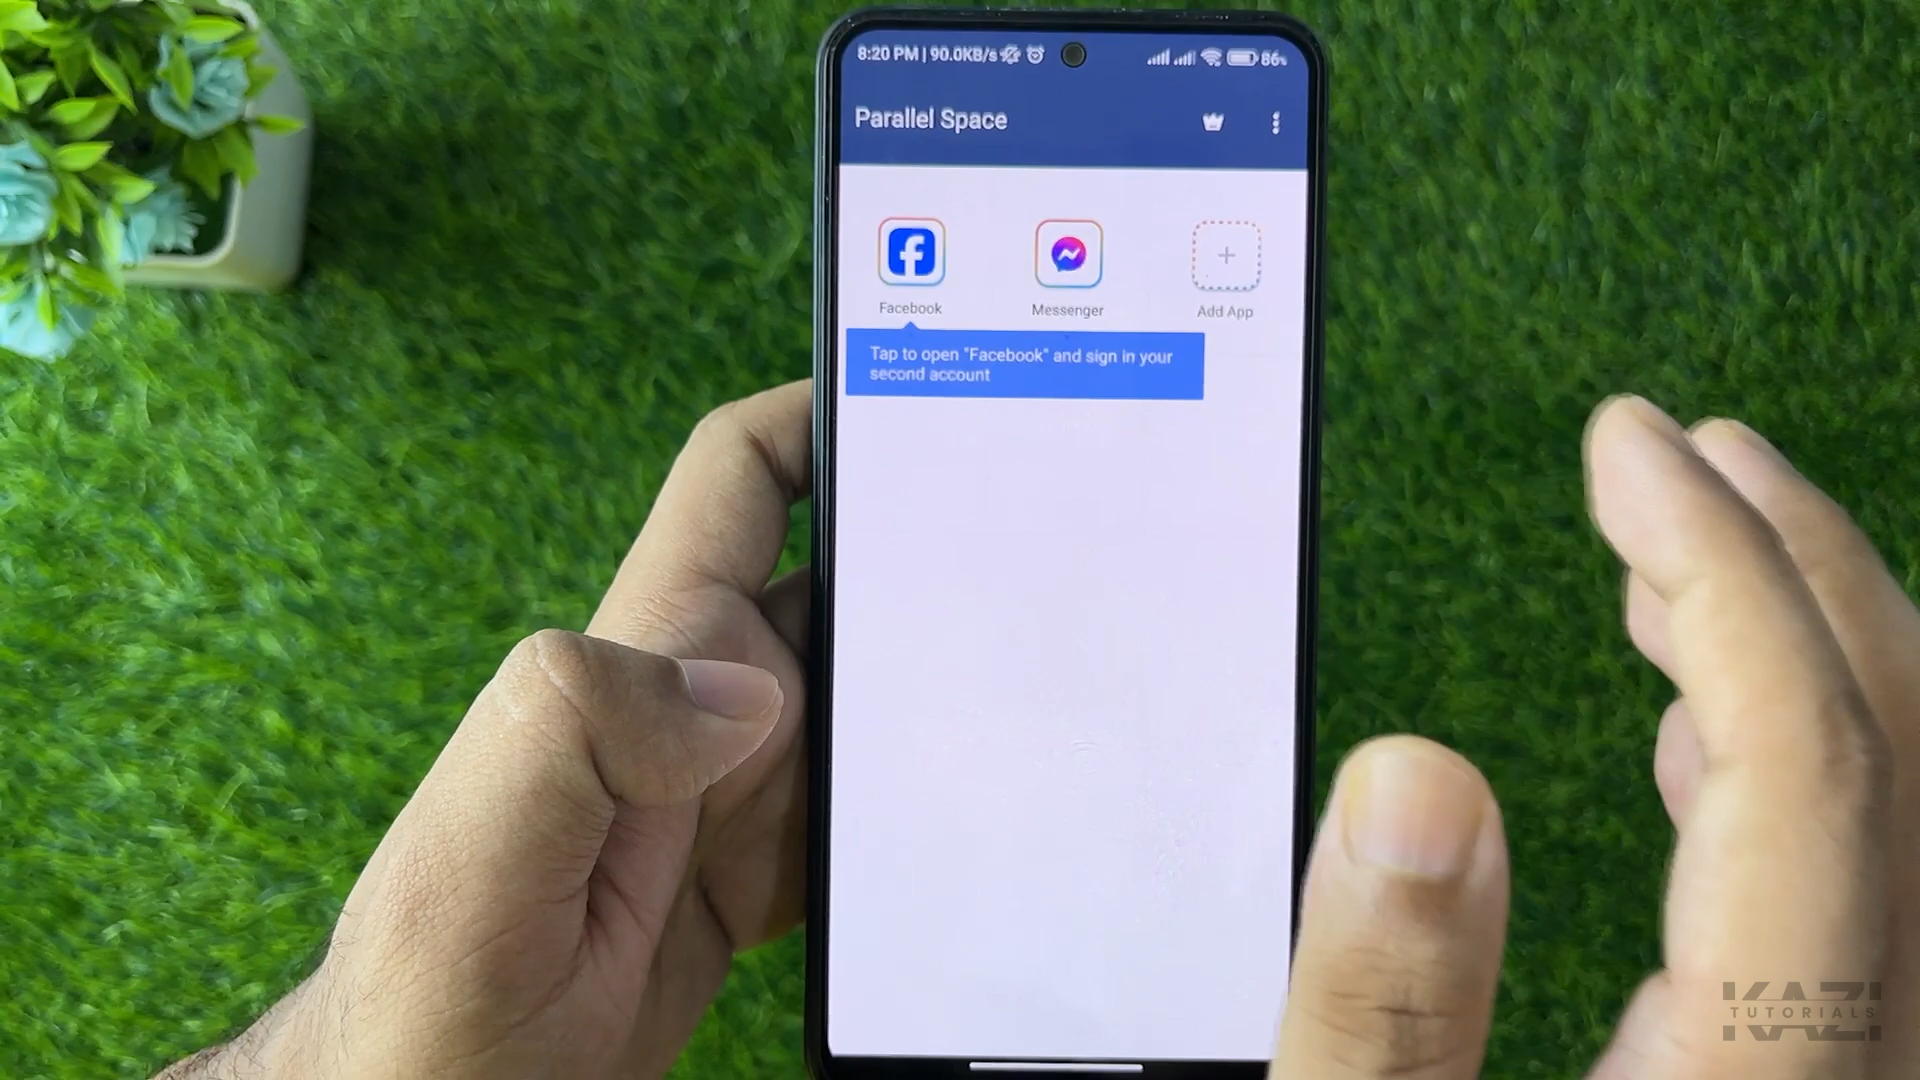 8:20 PM | 90.0KB/s
86%
Parallel Space
Facebook
Messenger
Add App
Tap to open "Facebook" and sign in your
second account
KAZI
TUTORIALS